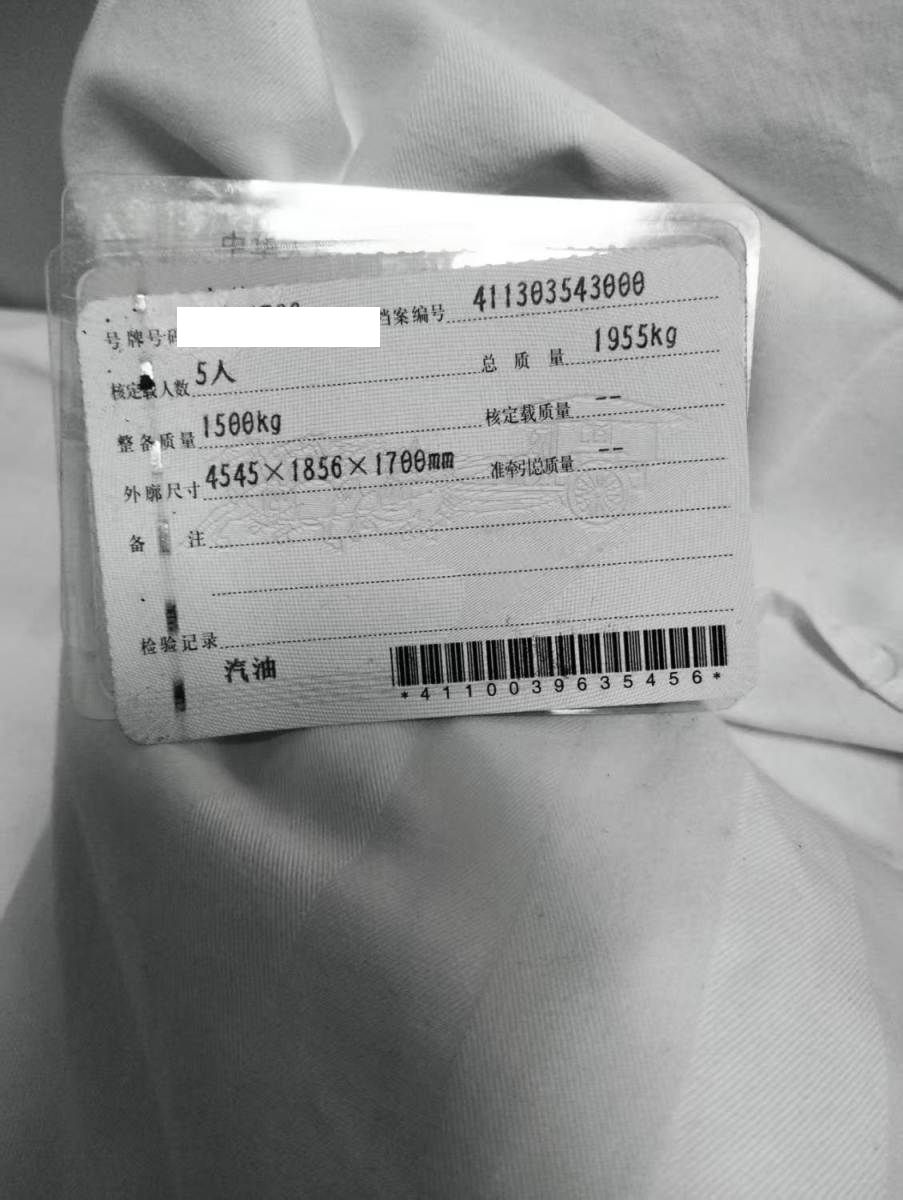 号牌号码 档案编号 411303543000
核定载人数 5人 总质量 1955kg
整备质量 1500kg 核定载质量 --
外廓尺寸 4545×1856×1700mm 准牵引总质量 --
备注
检验记录
汽油
*4110039635456*